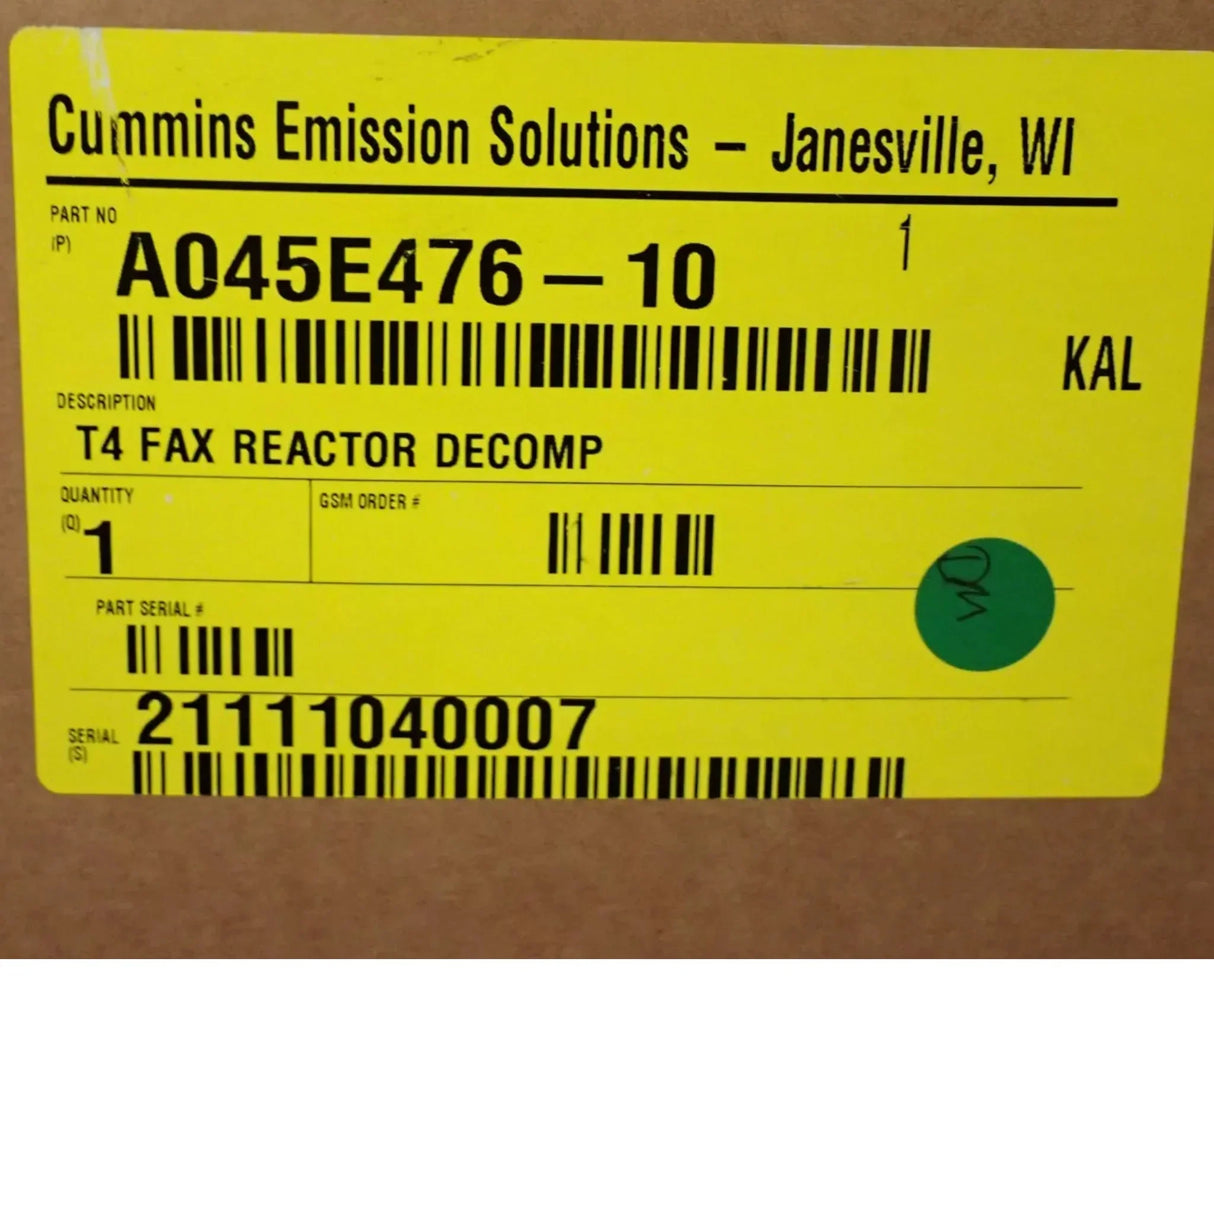 Cummins Emission Solutions – Janesville, WI
PART NO
(P)
A045E476–10
1
KAL
DESCRIPTION
T4 FAX REACTOR DECOMP
QUANTITY
(Q)
1
GSM ORDER #
PART SERIAL #
SERIAL
(S)
21111040007